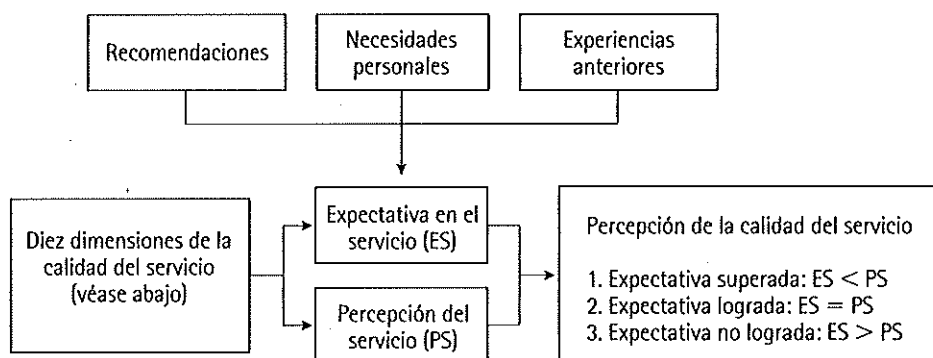 Recomendaciones
Necesidades
personales
Experiencias
anteriores
Diez dimensiones de la
calidad del servicio
(véase abajo)
Expectativa en el
servicio (ES)
Percepción del
servicio (PS)
Percepción de la calidad del servicio
1. Expectativa superada: ES < PS
2. Expectativa lograda: ES = PS
3. Expectativa no lograda: ES > PS